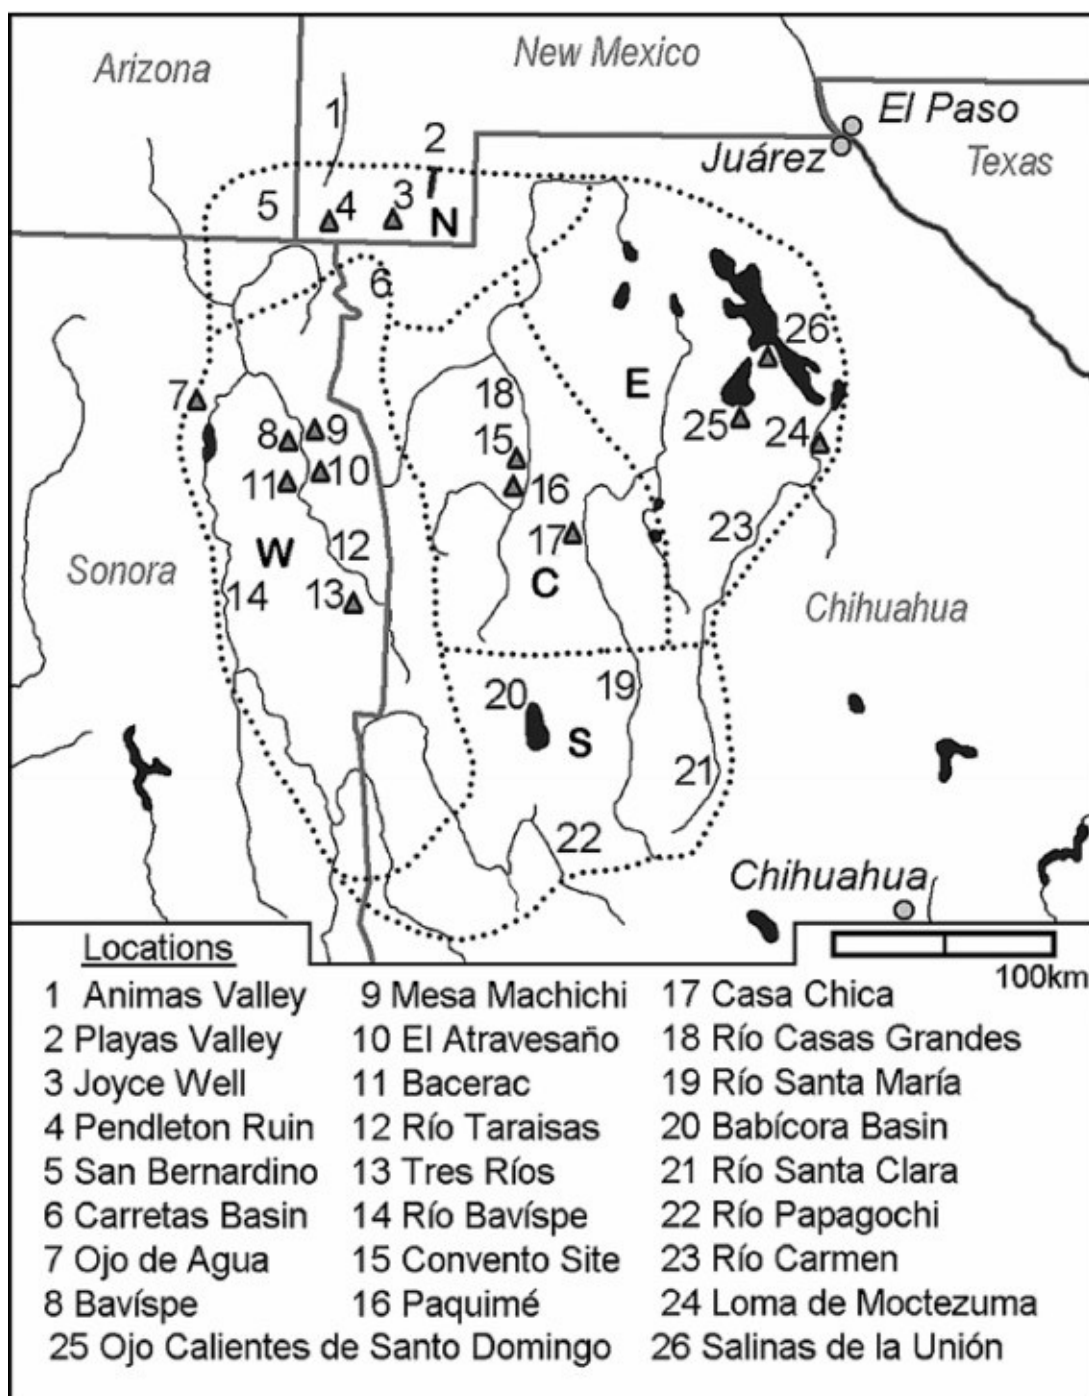 Arizona
New Mexico
1
2
El Paso
Juárez
Texas
5
4
3
N
6
26
7
18
E
8
9
15
25
24
11
10
16
12
17
23
Sonora
W
14
13
C
Chihuahua
20
19
S
21
22
Chihuahua
100km
Locations
1 Animas Valley
2 Playas Valley
3 Joyce Well
4 Pendleton Ruin
5 San Bernardino
6 Carretas Basin
7 Ojo de Agua
8 Bavíspe
9 Mesa Machichi
10 El Atravesaño
11 Bacerac
12 Río Taraisas
13 Tres Ríos
14 Río Bavíspe
15 Convento Site
16 Paquimé
17 Casa Chica
18 Río Casas Grandes
19 Río Santa María
20 Babícora Basin
21 Río Santa Clara
22 Río Papagochi
23 Río Carmen
24 Loma de Moctezuma
25 Ojo Calientes de Santo Domingo
26 Salinas de la Unión